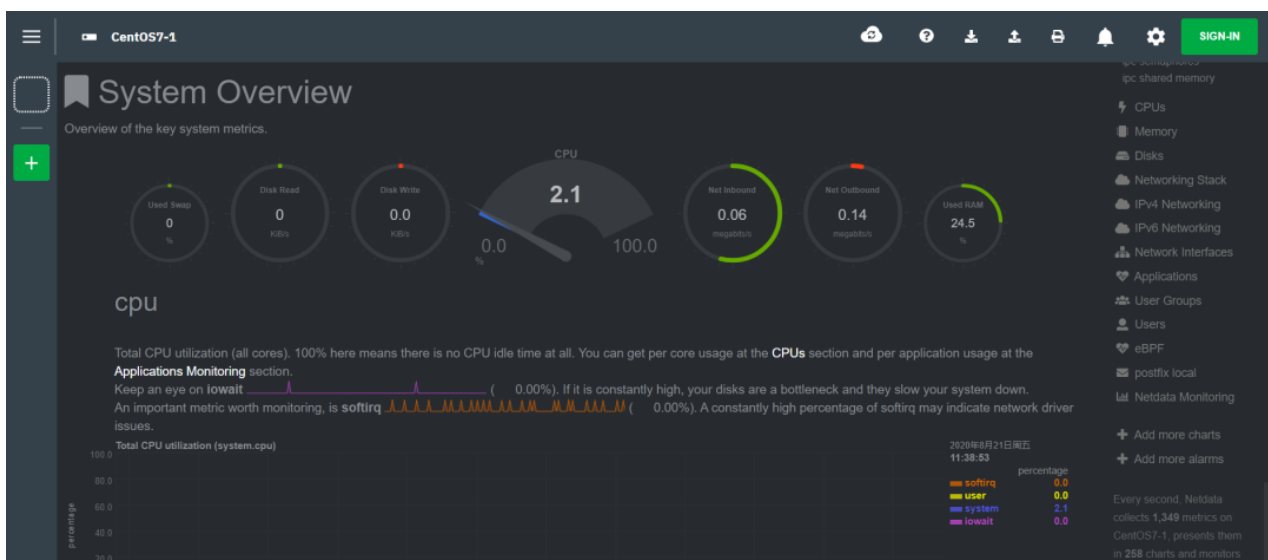 CentOS7-1
SIGN-IN
System Overview
Overview of the key system metrics.
Used Swap
0
%
Disk Read
0
KiB/s
Disk Write
0.0
KiB/s
CPU
2.1
0.0
100.0
%
Net Inbound
0.06
megabits/s
Net Outbound
0.14
megabits/s
Used RAM
24.5
%
cpu
Total CPU utilization (all cores). 100% here means there is no CPU idle time at all. You can get per core usage at the CPUs section and per application usage at the
Applications Monitoring section.
Keep an eye on iowait ( 0.00%). If it is constantly high, your disks are a bottleneck and they slow your system down.
An important metric worth monitoring, is softirq ( 0.00%). A constantly high percentage of softirq may indicate network driver
issues.
Total CPU utilization (system.cpu)
100.0
80.0
60.0
40.0
20.0
percentage
2020年8月21日周五
11:38:53
percentage
softirq 0.0
user 0.0
system 2.1
iowait 0.0
ipc semaphores
ipc shared memory
CPUs
Memory
Disks
Networking Stack
IPv4 Networking
IPv6 Networking
Network Interfaces
Applications
User Groups
Users
eBPF
postfix local
Netdata Monitoring
Add more charts
Add more alarms
Every second, Netdata
collects 1,349 metrics on
CentOS7-1, presents them
in 258 charts and monitors